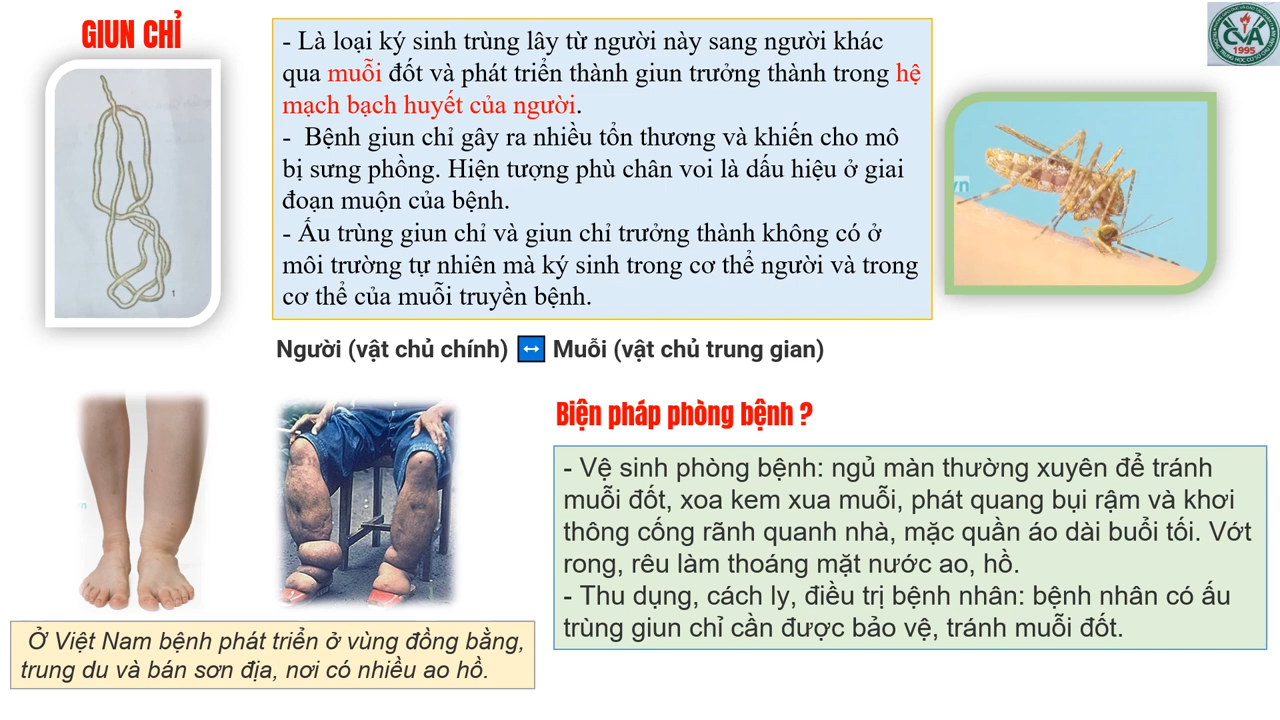 GIUN CHỈ
- Là loại ký sinh trùng lây từ người này sang người khác
qua muỗi đốt và phát triển thành giun trưởng thành trong hệ
mạch bạch huyết của người.
- Bệnh giun chỉ gây ra nhiều tổn thương và khiến cho mô
bị sưng phồng. Hiện tượng phù chân voi là dấu hiệu ở giai
đoạn muộn của bệnh.
- Ấu trùng giun chỉ và giun chỉ trưởng thành không có ở
môi trường tự nhiên mà ký sinh trong cơ thể người và trong
cơ thể của muỗi truyền bệnh.
1
CVA
1995
vn
Người (vật chủ chính) ↔ Muỗi (vật chủ trung gian)
Biện pháp phòng bệnh ?
- Vệ sinh phòng bệnh: ngủ màn thường xuyên để tránh
muỗi đốt, xoa kem xua muỗi, phát quang bụi rậm và khơi
thông cống rãnh quanh nhà, mặc quần áo dài buổi tối. Vớt
rong, rêu làm thoáng mặt nước ao, hồ.
- Thu dụng, cách ly, điều trị bệnh nhân: bệnh nhân có ấu
trùng giun chỉ cần được bảo vệ, tránh muỗi đốt.
Ở Việt Nam bệnh phát triển ở vùng đồng bằng,
trung du và bán sơn địa, nơi có nhiều ao hồ.